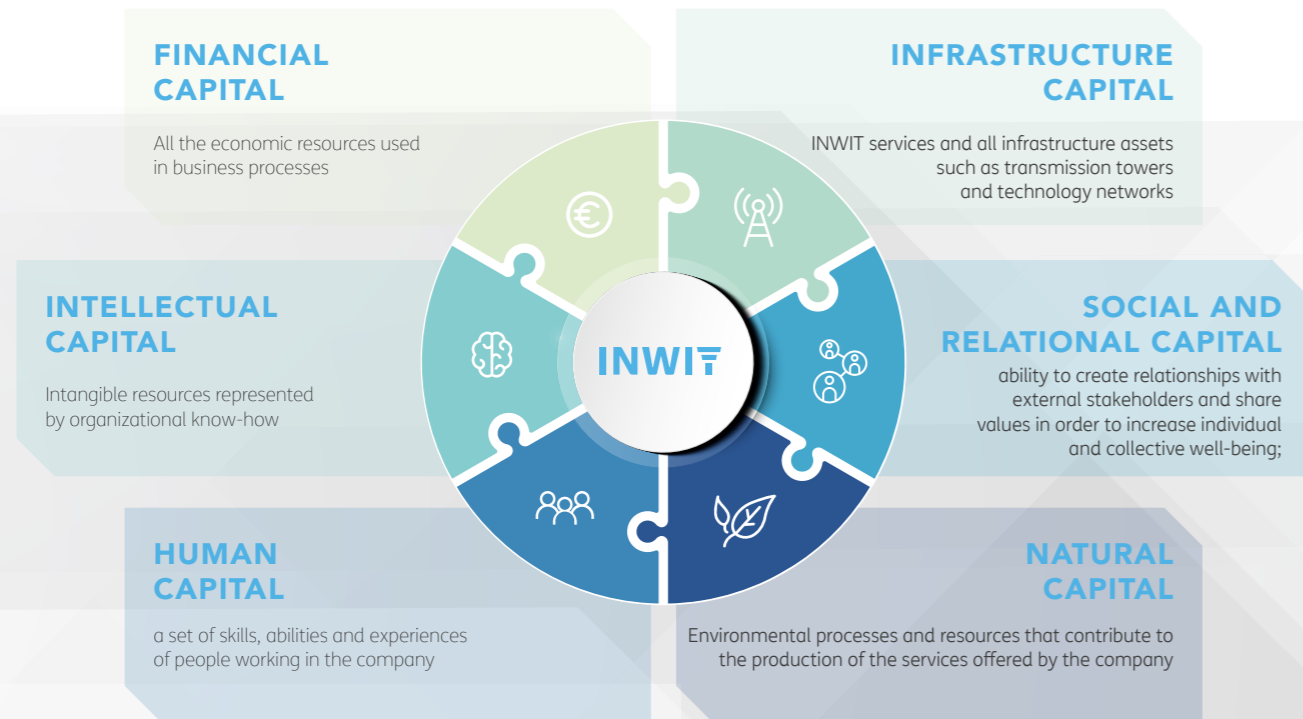 FINANCIAL
CAPITAL
All the economic resources used
in business processes
INFRASTRUCTURE
CAPITAL
INWIT services and all infrastructure assets
such as transmission towers
and technology networks
INTELLECTUAL
CAPITAL
Intangible resources represented
by organizational know-how
INWIT
SOCIAL AND
RELATIONAL CAPITAL
ability to create relationships with
external stakeholders and share
values in order to increase individual
and collective well-being;
HUMAN
CAPITAL
a set of skills, abilities and experiences
of people working in the company
NATURAL
CAPITAL
Environmental processes and resources that contribute to
the production of the services offered by the company